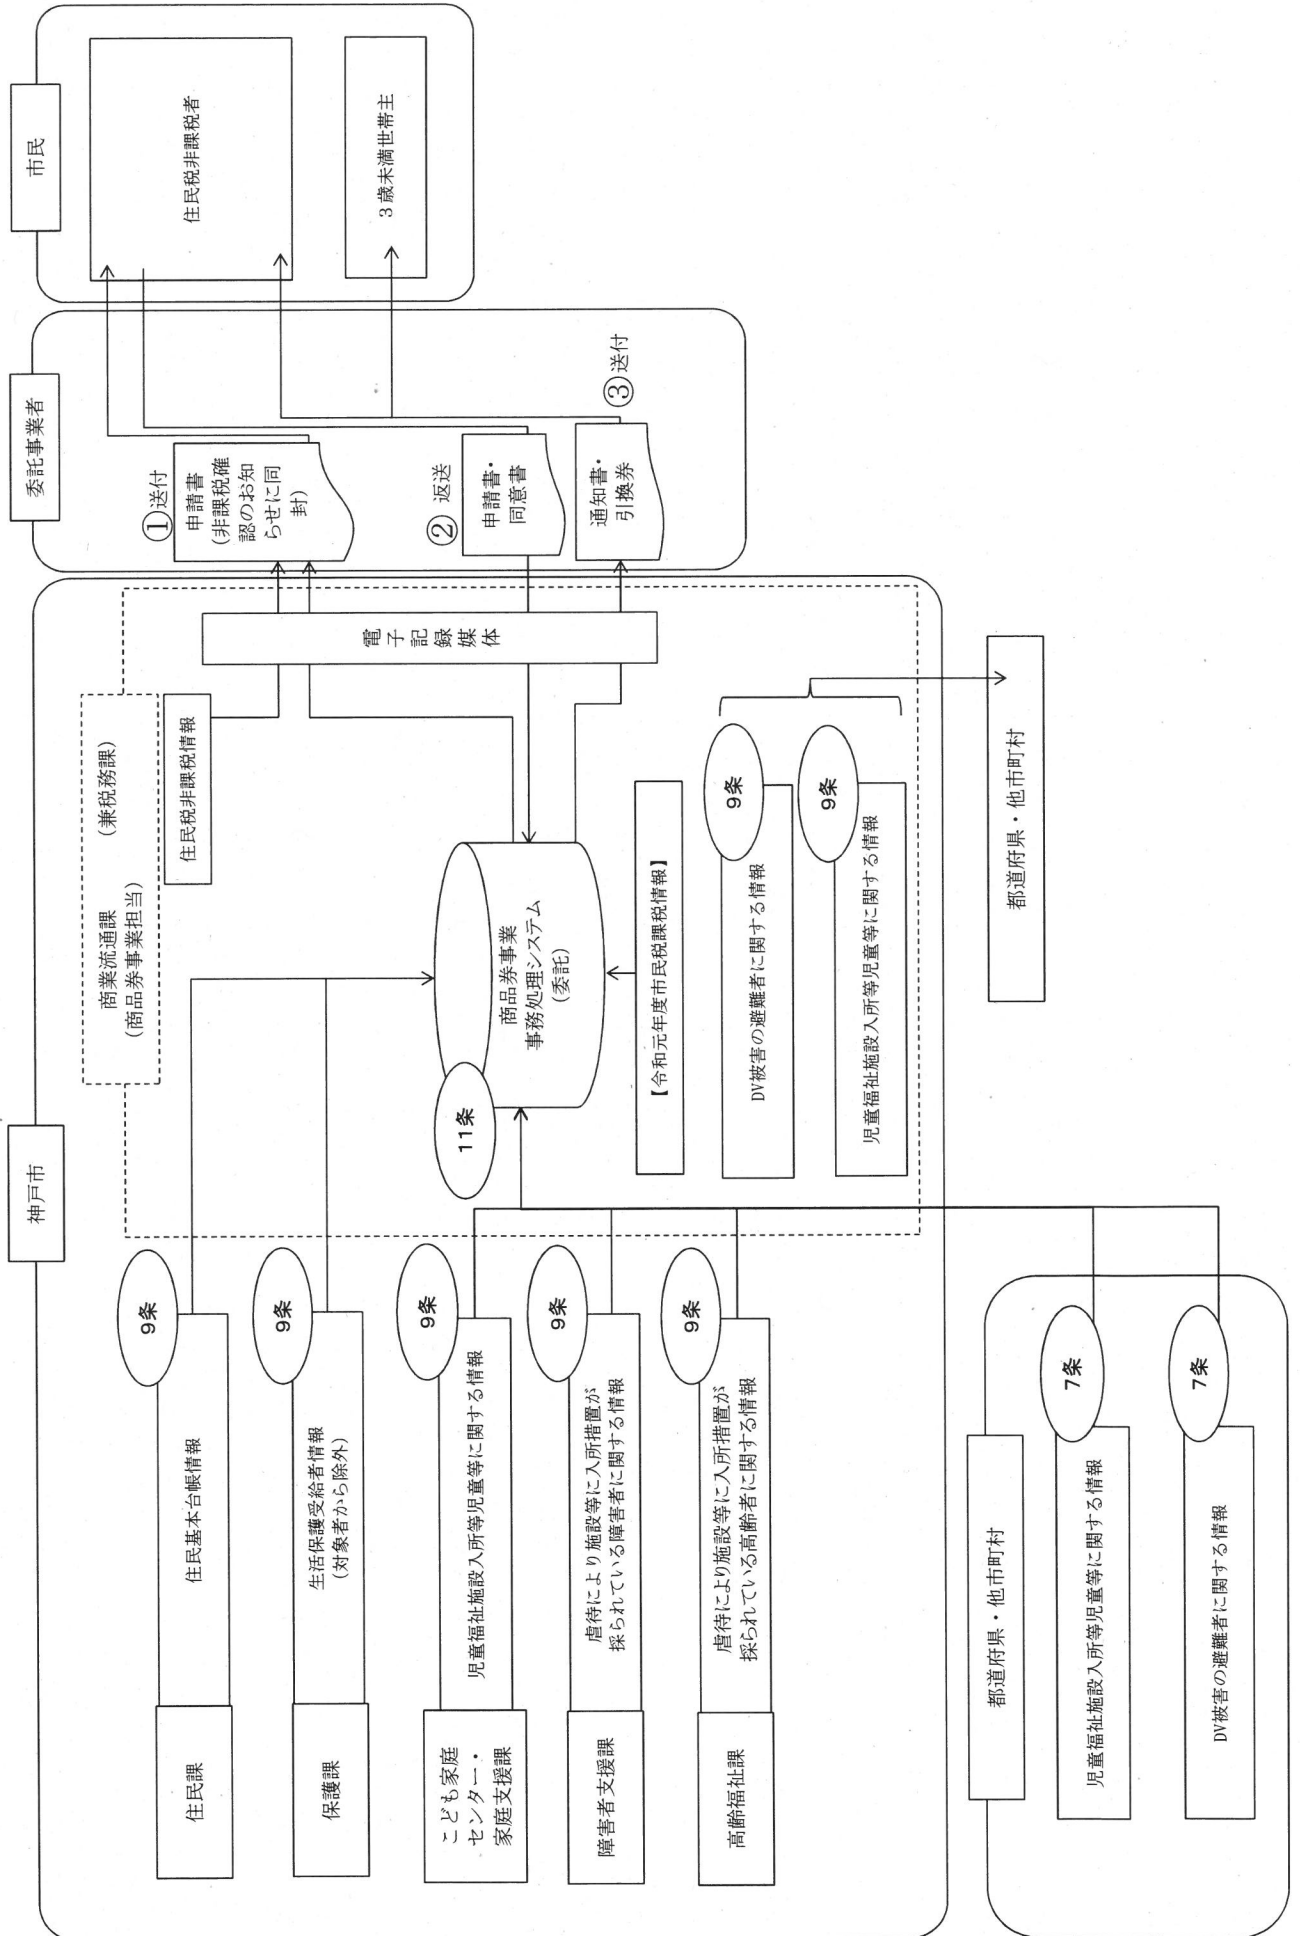 神戸市
住民課
住民基本台帳情報
9条
保護課
生活保護受給者情報
(対象者から除外)
9条
こども家庭
センター・
家庭支援課
児童福祉施設入所等児童等に関する情報
9条
障害者支援課
虐待により施設等に入所措置が
採られている障害者に関する情報
9条
高齢福祉課
虐待により施設等に入所措置が
採られている高齢者に関する情報
9条
商業流通課　(兼税務課)
(商品券事業担当)
住民税非課税情報
11条
商品券事業
事務処理システム
(委託)
【令和元年度市民税課税情報】
DV被害の避難者に関する情報
9条
児童福祉施設入所等児童等に関する情報
9条
電子記録媒体
都道府県・他市町村
児童福祉施設入所等児童等に関する情報
7条
DV被害の避難者に関する情報
7条
都道府県・他市町村
委託事業者
①送付
申請書
(非課税確
認のお知
らせに同
封)
② 返送
申請書・
同意書
③送付
通知書・
引換券
市民
住民税非課税者
3歳未満世帯主